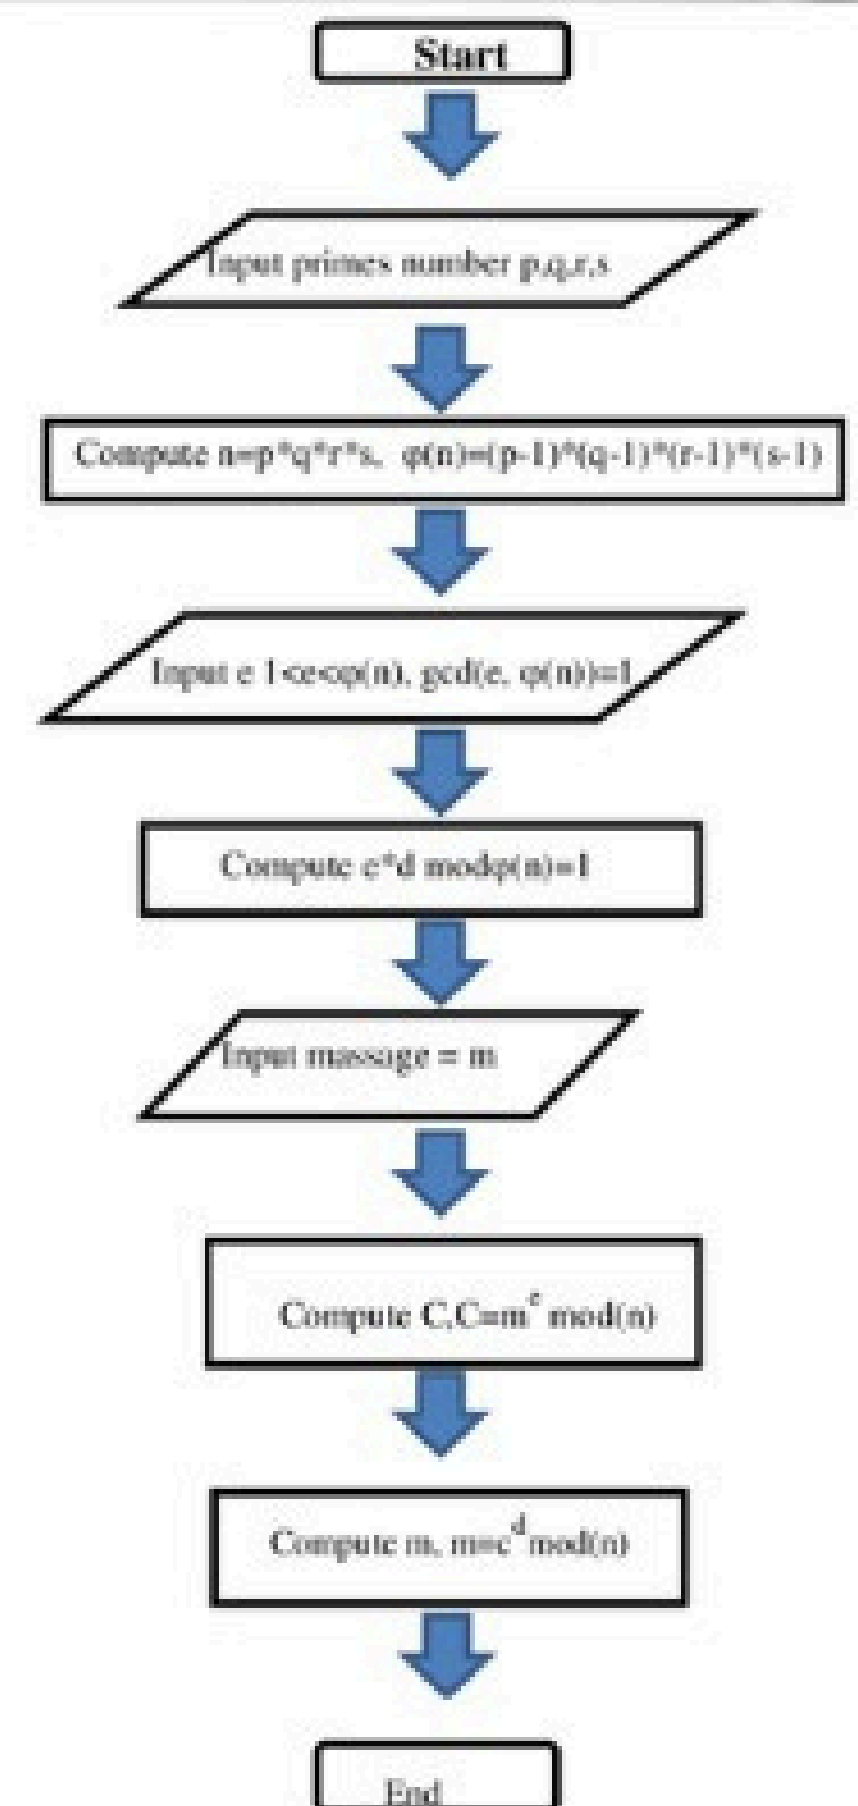 Start
Input primes number p,q,r,s
Compute n=p*q*r*s, φ(n)=(p-1)*(q-1)*(r-1)*(s-1)
Input e 1<e<φ(n), gcd(e, φ(n))=1
Compute e*d modφ(n)=1
Input massage = m
Compute C,C=m^e mod(n)
Compute m, m=c^d mod(n)
End